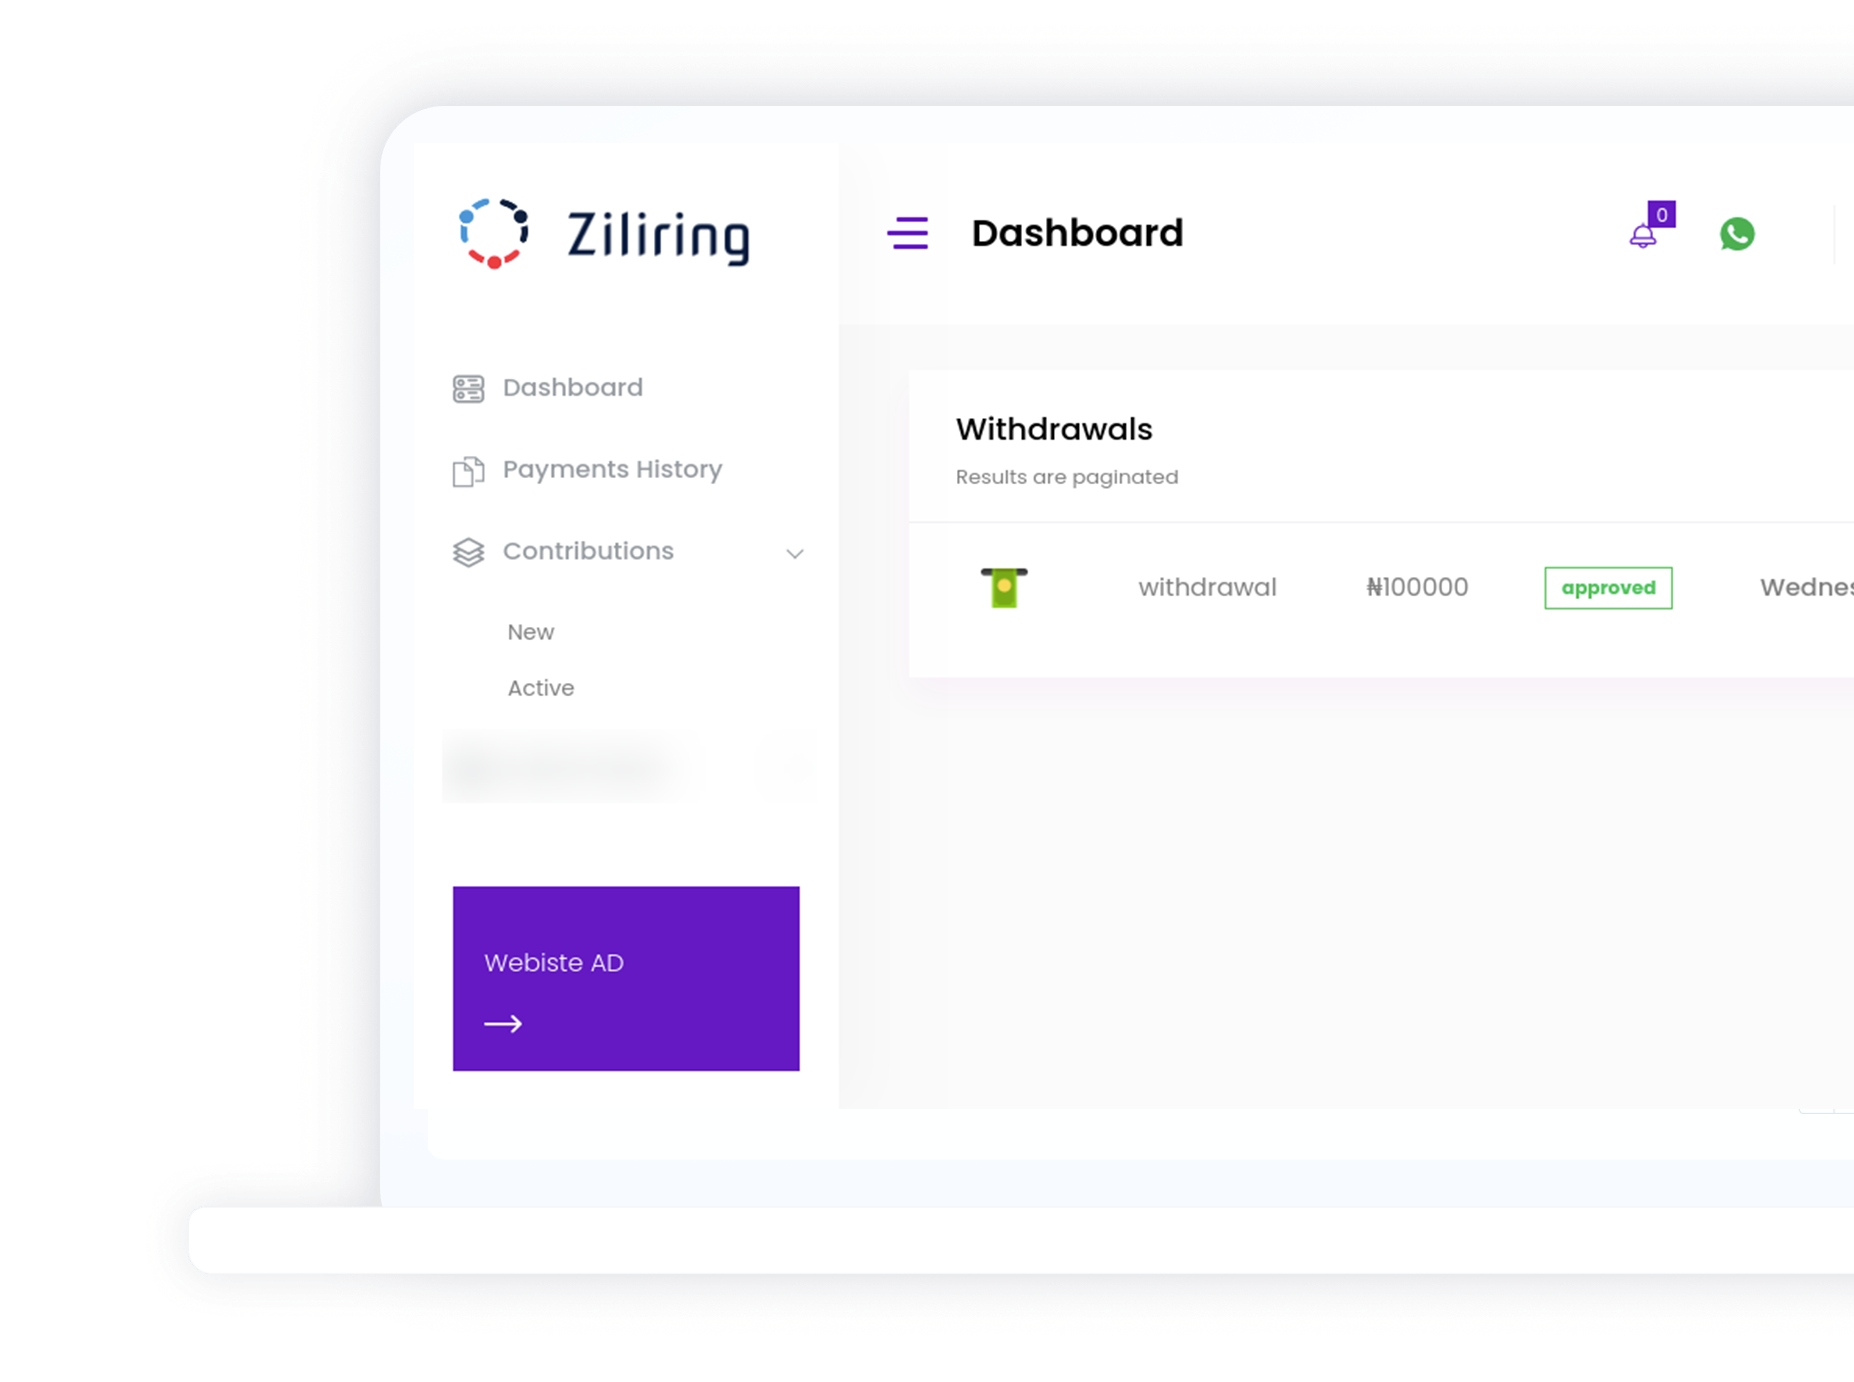 Ziliring
Dashboard
0
Dashboard
Payments History
Contributions
New
Active
Webiste AD
Withdrawals
Results are paginated
withdrawal ₦100000 approved Wednes